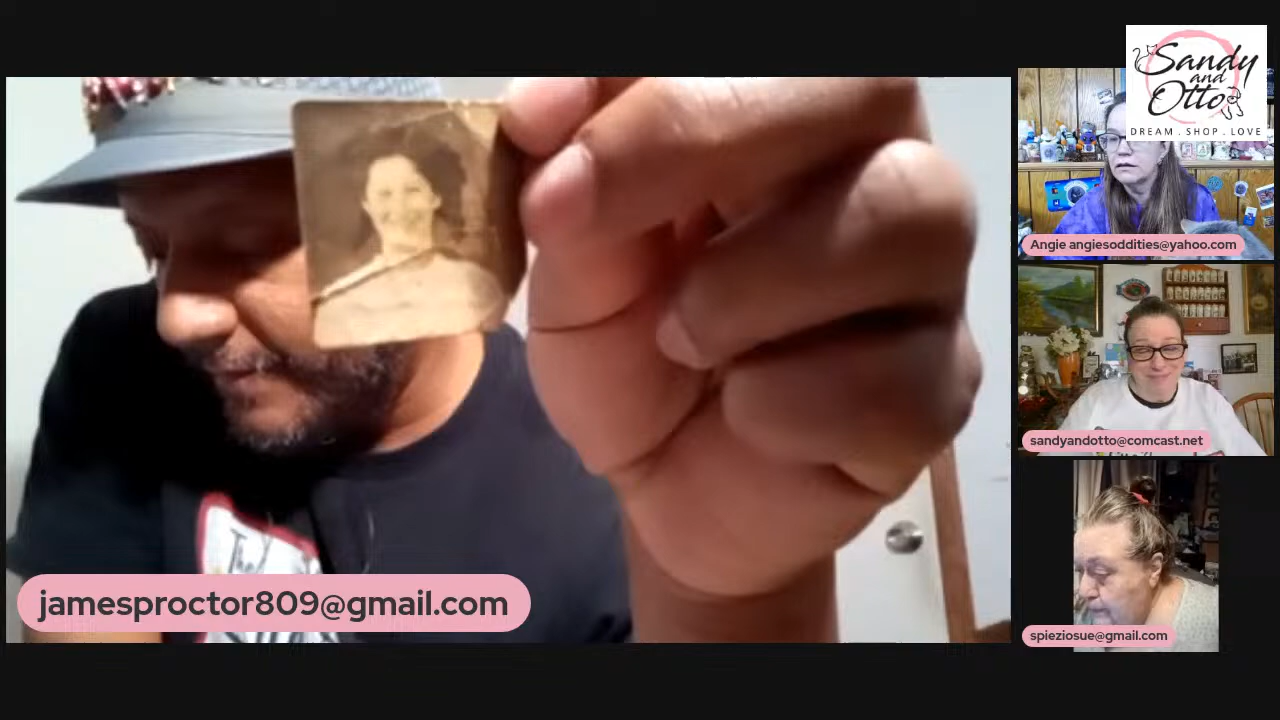 Sandy
and
Otto
DREAM . SHOP . LOVE
Angie angiesoddities@yahoo.com
sandyandotto@comcast.net
spieziosue@gmail.com
jamesproctor809@gmail.com
The